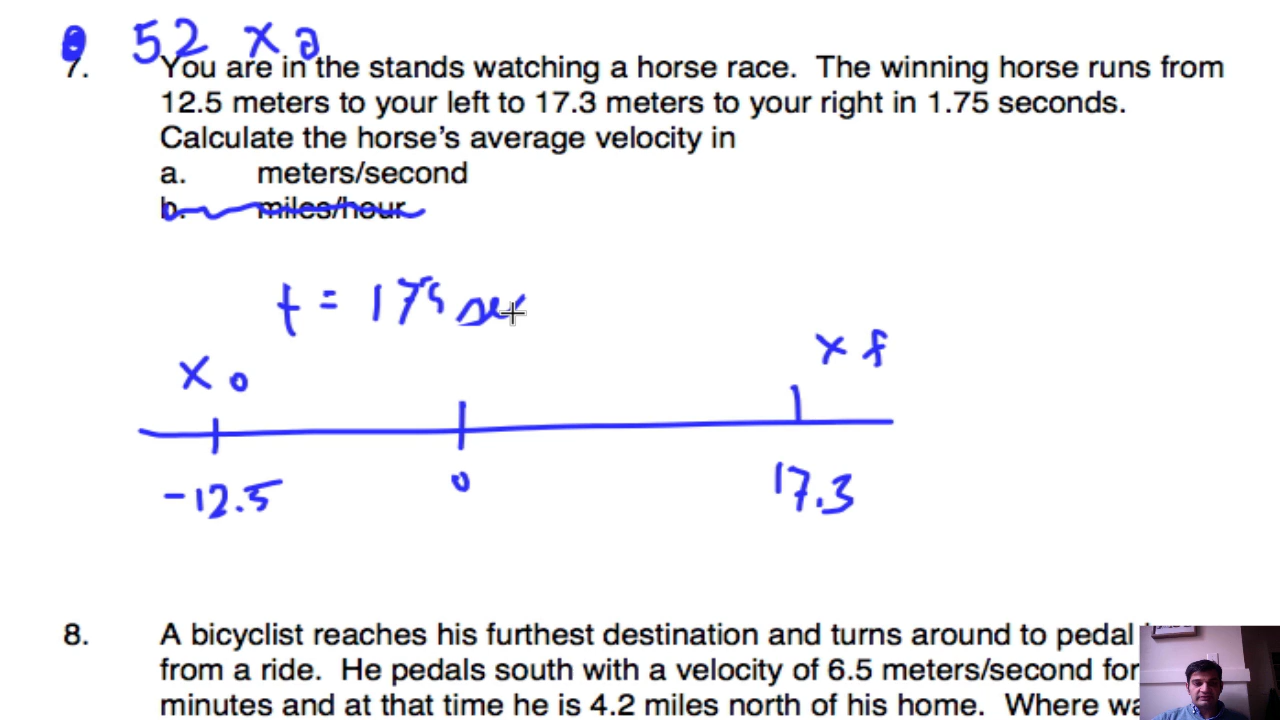 52 x a
7. You are in the stands watching a horse race. The winning horse runs from
12.5 meters to your left to 17.3 meters to your right in 1.75 seconds.
Calculate the horse's average velocity in
a. meters/second
b. miles/hour
t = 175 sec
x0 xf
-12.5 0 17.3
8. A bicyclist reaches his furthest destination and turns around to pedal
from a ride. He pedals south with a velocity of 6.5 meters/second for
minutes and at that time he is 4.2 miles north of his home. Where